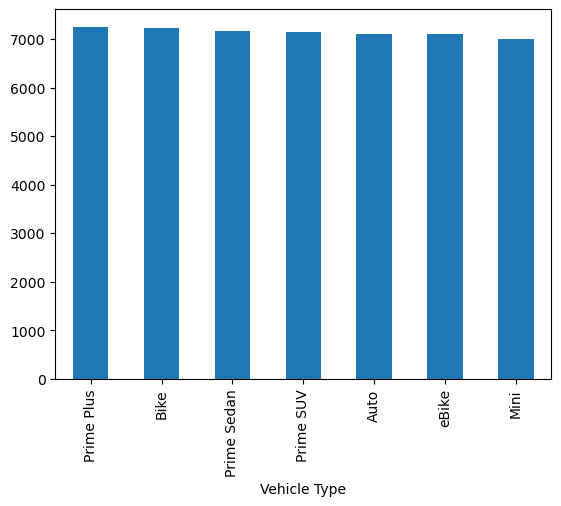 7000
6000
5000
4000
3000
2000
1000
0
Prime Plus
Bike
Prime Sedan
Prime SUV
Auto
eBike
Mini
Vehicle Type